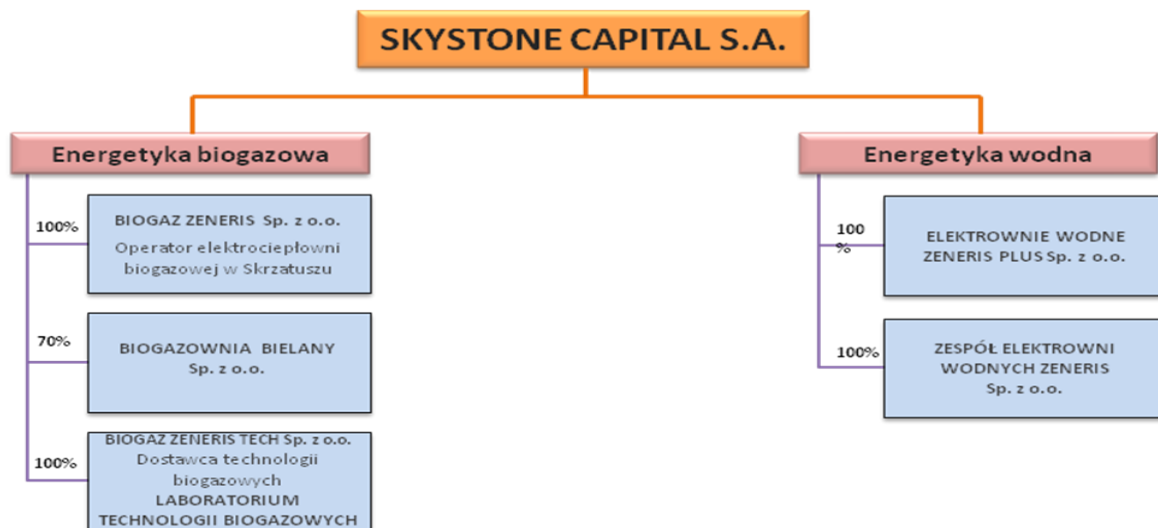 SKYSTONE CAPITAL S.A.
Energetyka biogazowa
100%
BIOGAZ ZENERIS Sp. z o.o.
Operator elektrociepłowni
biogazowej w Skrzatuszu
70%
BIOGAZOWNIA BIELANY
Sp. z o.o.
100%
BIOGAZ ZENERIS TECH Sp. z o.o.
Dostawca technologii
biogazowych
LABORATORIUM
TECHNOLOGII BIOGAZOWYCH
Energetyka wodna
100
%
ELEKTROWNIE WODNE
ZENERIS PLUS Sp. z o.o.
100%
ZESPÓŁ ELEKTROWNI
WODNYCH ZENERIS
Sp. z o.o.